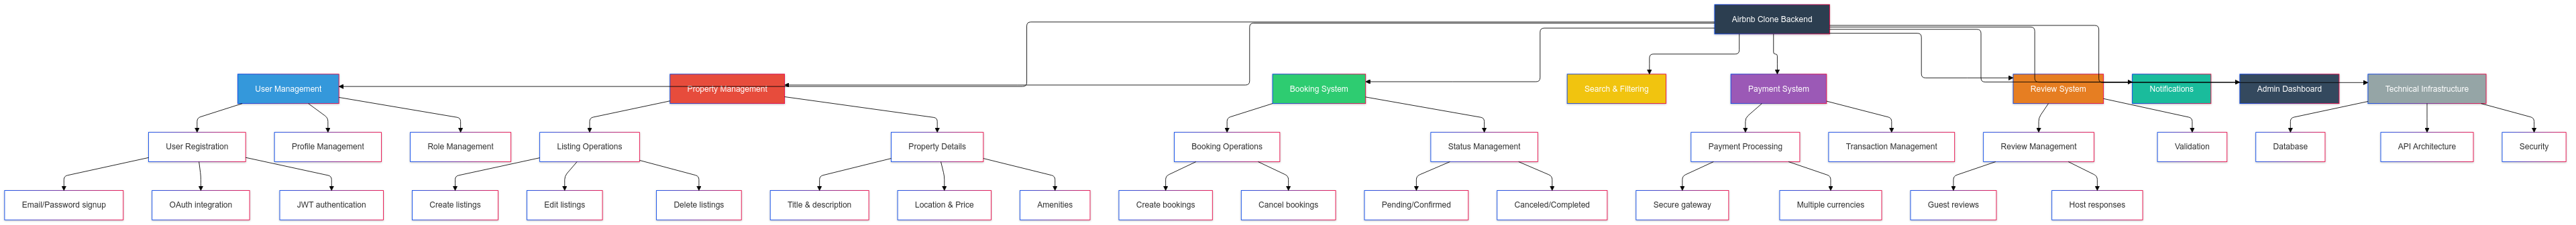 Airbnb Clone Backend
User Management
Property Management
Booking System
Search & Filtering
Payment System
Review System
Notifications
Admin Dashboard
Technical Infrastructure
User Registration
Profile Management
Role Management
Listing Operations
Property Details
Booking Operations
Status Management
Payment Processing
Transaction Management
Review Management
Validation
Database
API Architecture
Security
Email/Password signup
OAuth integration
JWT authentication
Create listings
Edit listings
Delete listings
Title & description
Location & Price
Amenities
Create bookings
Cancel bookings
Pending/Confirmed
Canceled/Completed
Secure gateway
Multiple currencies
Guest reviews
Host responses